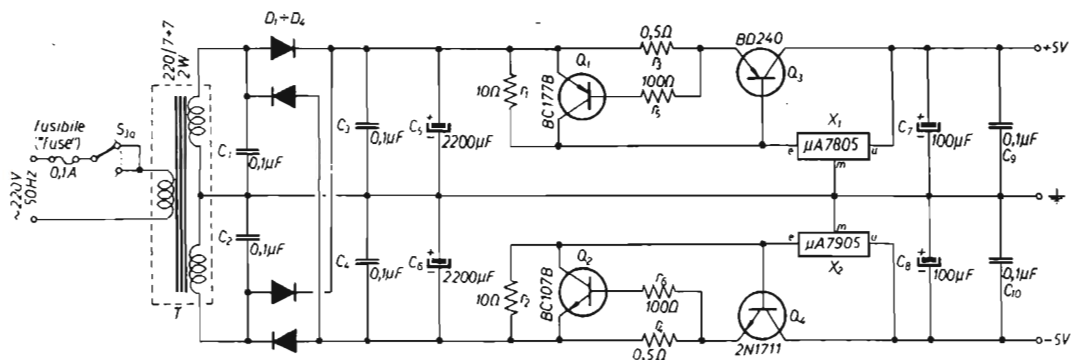 220/7+7
2W
D₁÷D₄
fusibile
("fuse")
0,1A
S₃ₐ
~220V
50Hz
T
C₁
0,1µF
C₂
0,1µF
C₃
0,1µF
C₄
0,1µF
C₅
+
−
2200µF
C₆
+
−
2200µF
10Ω
r₁
BC177B
Q₁
0,5Ω
r₃
100Ω
r₅
BD240
Q₃
X₁
e
µA7805
u
m
C₇
+
−
100µF
0,1µF
C₉
+5V
10Ω
r₂
BC107B
Q₂
r₆
100Ω
r₄
0,5Ω
Q₄
2N1711
m
e
µA7905
u
X₂
C₈
+
−
100µF
0,1µF
C₁₀
−5V